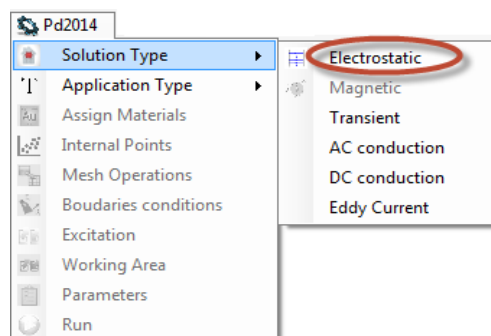 Pd2014
Solution Type
Application Type
Assign Materials
Internal Points
Mesh Operations
Boudaries conditions
Excitation
Working Area
Parameters
Run
Electrostatic
Magnetic
Transient
AC conduction
DC conduction
Eddy Current